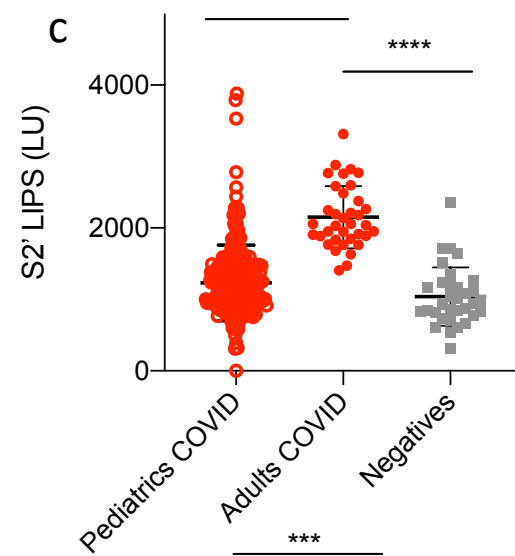 c
****
S2’ LIPS (LU)
4000
2000
0
Pediatrics COVID
Adults COVID
Negatives
***